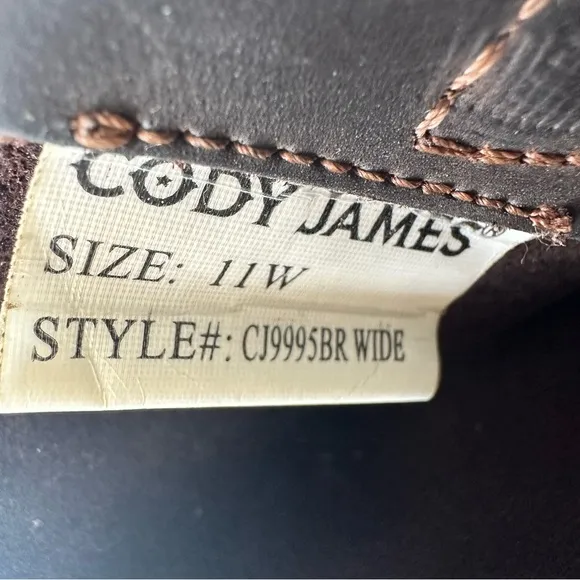 CODY JAMES®
SIZE: 11W
STYLE#: CJ9995BR WIDE